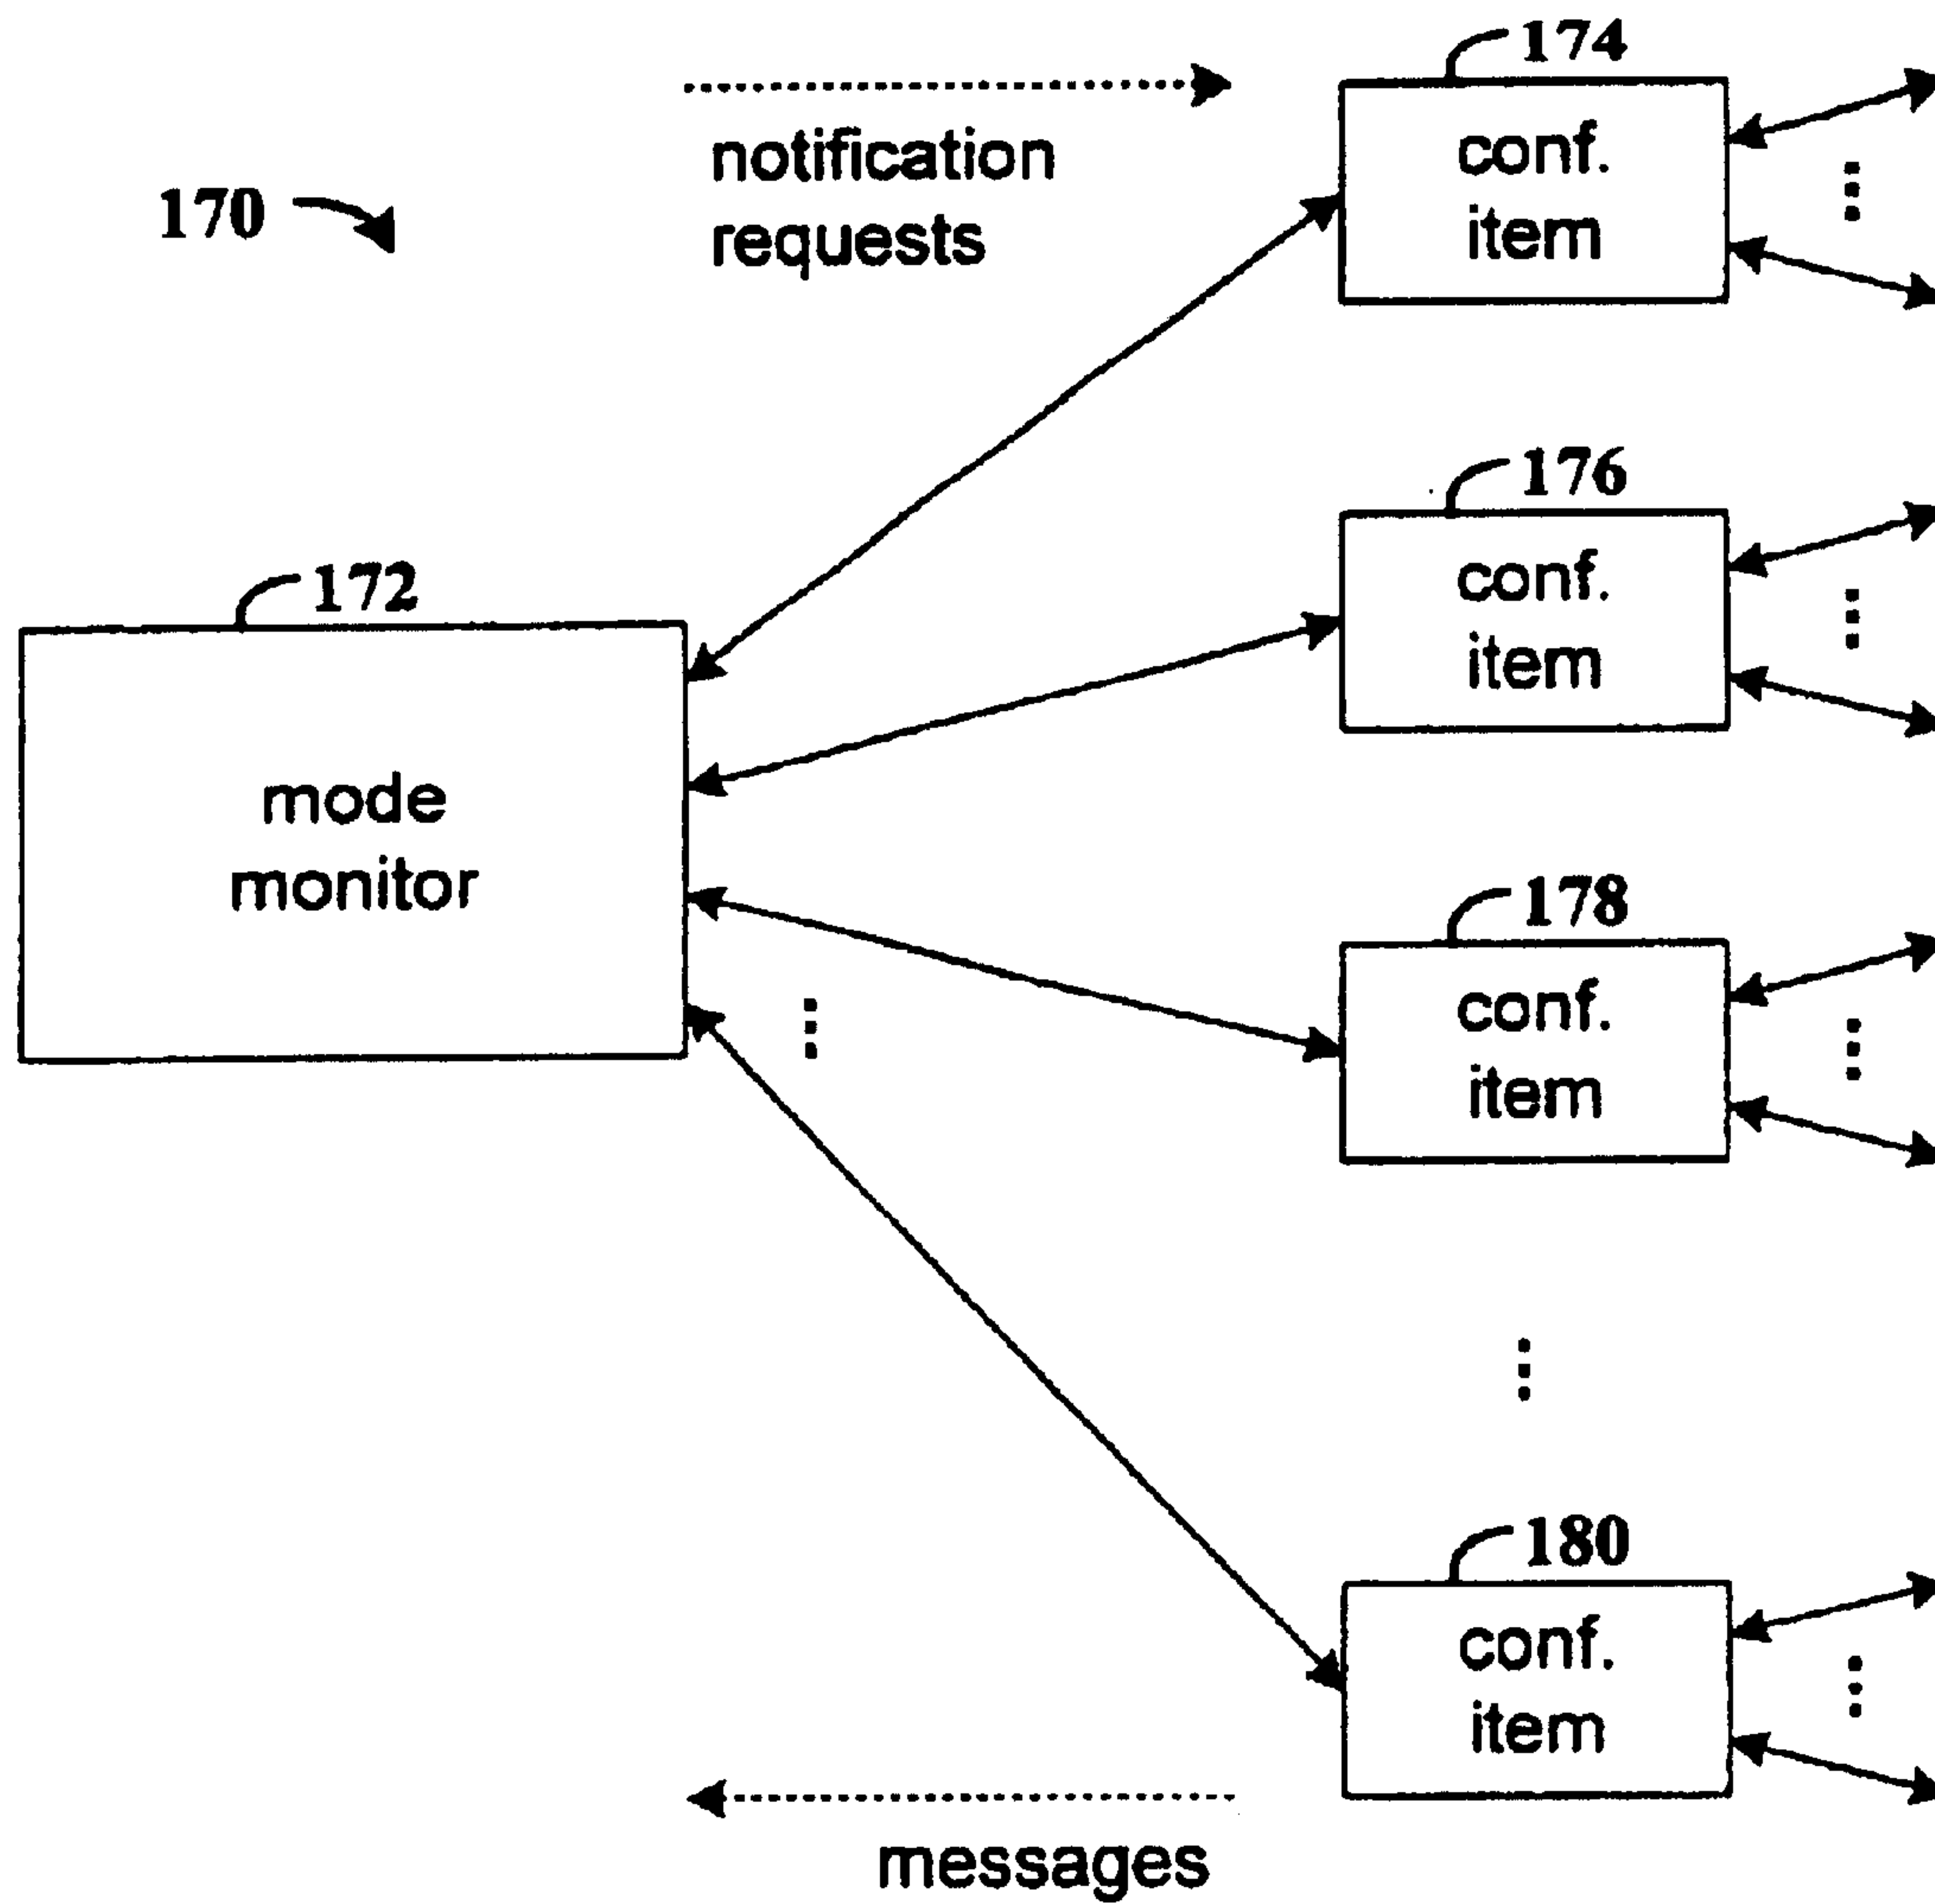 174
notification
requests
170
conf.
item
176
conf.
item
172
mode
monitor
178
conf.
item
180
conf.
item
messages